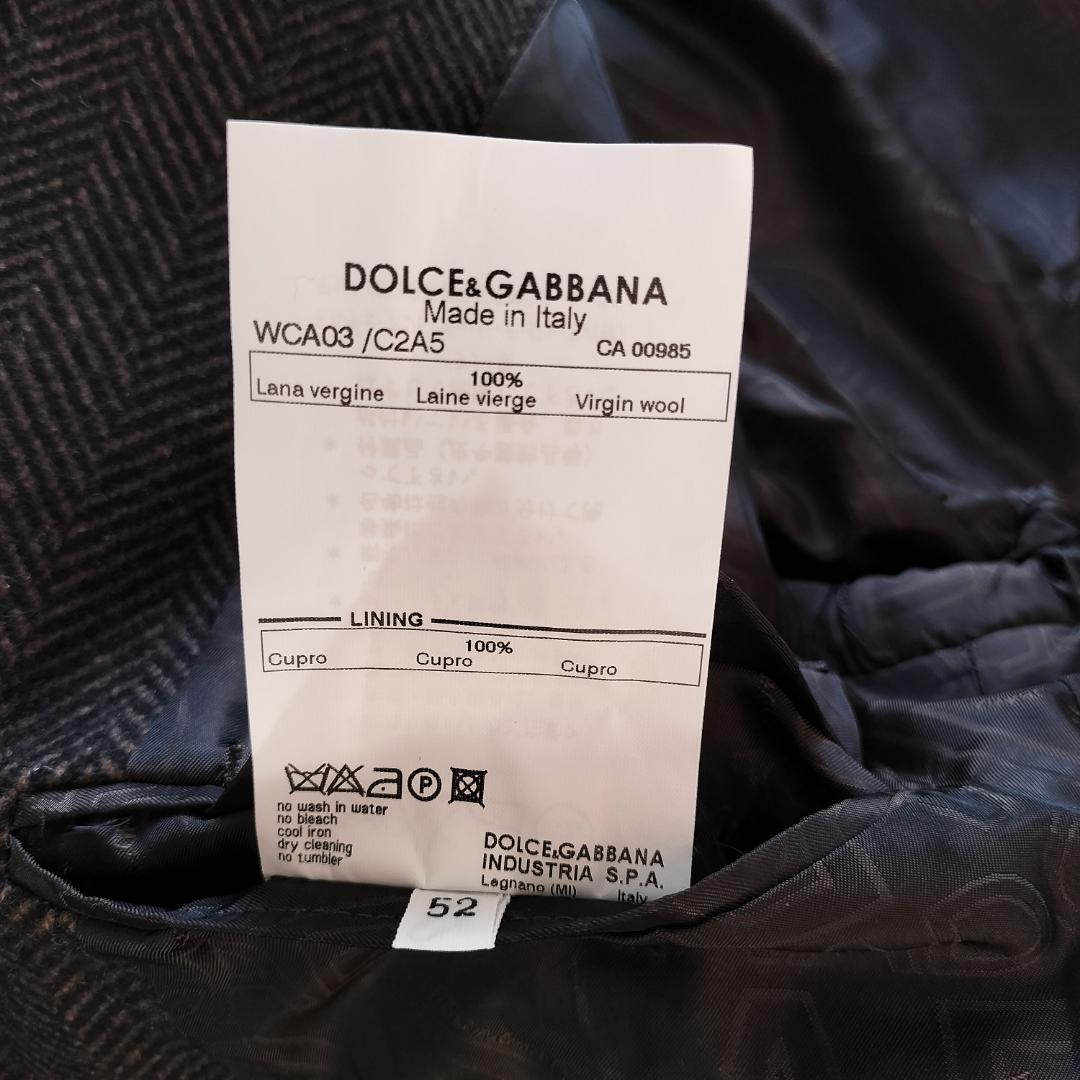 DOLCE&GABBANA
Made in Italy
WCA03 /C2A5 CA 00985
100%
Lana vergine Laine vierge Virgin wool
LINING
100%
Cupro Cupro Cupro
P
no wash in water
no bleach
cool iron
dry cleaning
no tumbler
DOLCE&GABBANA
INDUSTRIA S.P.A.
Legnano (MI) Italy
52